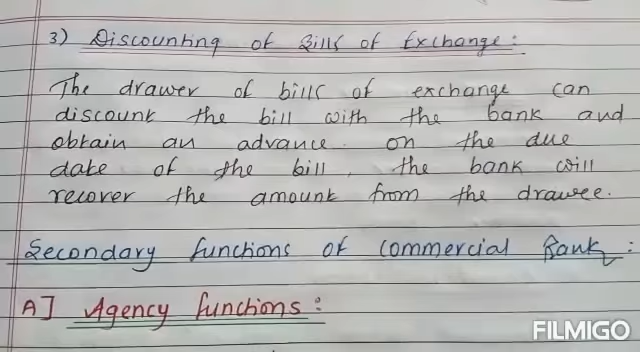 3) Discounting of Bills of Exchange :
The drawer of bills of exchange can
discount the bill with the bank and
obtain an advance. on the due
date of the bill, the bank will
recover the amount from the drawee.
Secondary functions of Commercial Bank :
A] Agency functions :
FILMIGO